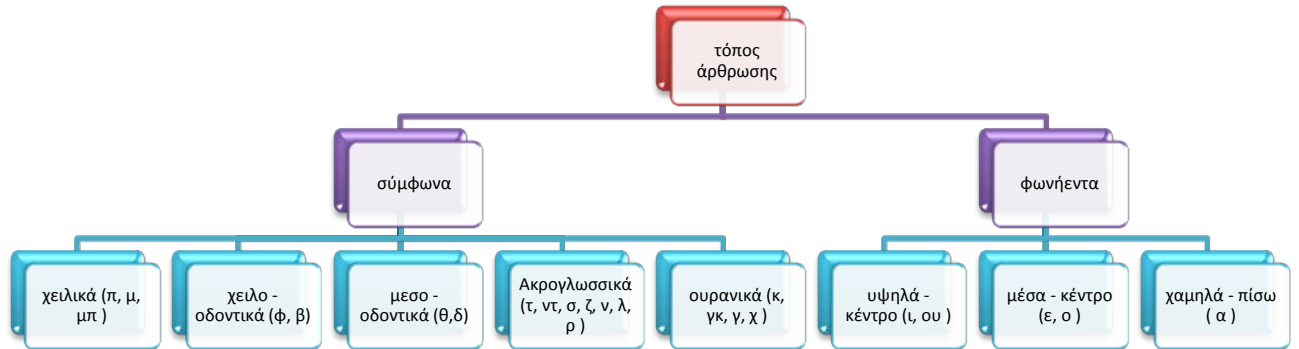 τόπος
άρθρωσης
σύμφωνα
φωνήεντα
χειλικά (π, μ,
μπ )
χειλο -
οδοντικά (φ, β)
μεσο -
οδοντικά (θ,δ)
Ακρογλωσσικά
(τ, ντ, σ, ζ, ν, λ,
ρ )
ουρανικά (κ,
γκ, γ, χ )
υψηλά -
κέντρο (ι, ου )
μέσα - κέντρο
(ε, ο )
χαμηλά - πίσω
( α )